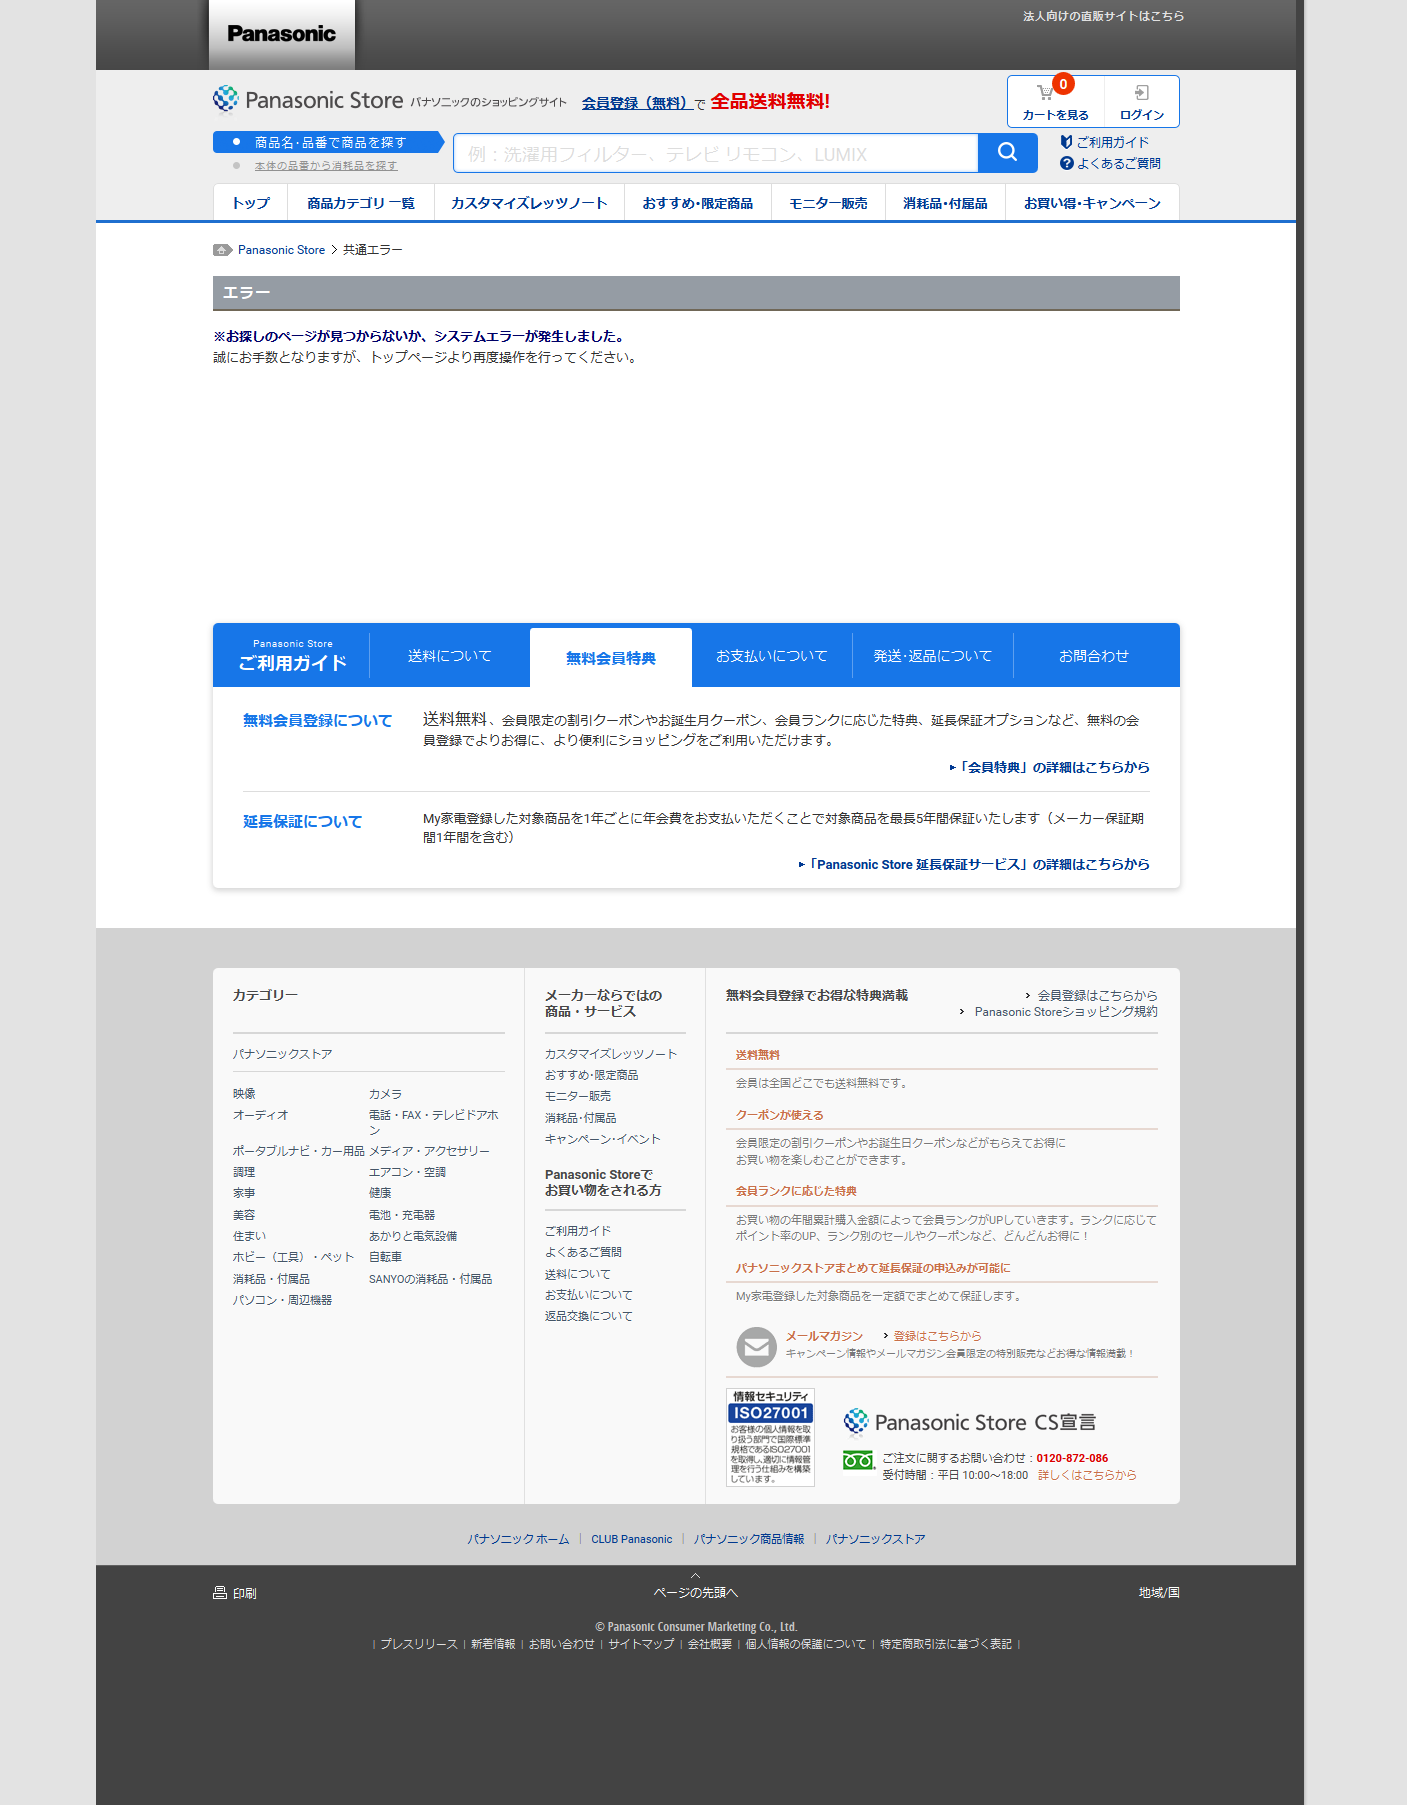 法人向けの直販サイトはこちら
Panasonic
Panasonic Store パナソニックのショッピングサイト 会員登録（無料）で 全品送料無料!
0
カートを見る ログイン
商品名･品番で商品を探す
本体の品番から消耗品を探す
例：洗濯用フィルター、テレビ リモコン、LUMIX
ご利用ガイド
よくあるご質問
トップ 商品カテゴリ 一覧 カスタマイズレッツノート おすすめ･限定商品 モニター販売 消耗品･付属品 お買い得･キャンペーン
Panasonic Store 共通エラー
エラー
※お探しのページが見つからないか、システムエラーが発生しました。
誠にお手数となりますが、トップページより再度操作を行ってください。
Panasonic Store
ご利用ガイド 送料について 無料会員特典 お支払いについて 発送･返品について お問合わせ
無料会員登録について
送料無料、会員限定の割引クーポンやお誕生月クーポン、会員ランクに応じた特典、延長保証オプションなど、無料の会
員登録でよりお得に、より便利にショッピングをご利用いただけます。
「会員特典」の詳細はこちらから
延長保証について
My家電登録した対象商品を1年ごとに年会費をお支払いただくことで対象商品を最長5年間保証いたします（メーカー保証期
間1年間を含む）
「Panasonic Store 延長保証サービス」の詳細はこちらから
カテゴリー
パナソニックストア
映像 カメラ
オーディオ 電話・FAX・テレビドアホ
ン
ポータブルナビ・カー用品 メディア・アクセサリー
調理 エアコン・空調
家事 健康
美容 電池・充電器
住まい あかりと電気設備
ホビー（工具）・ペット 自転車
消耗品・付属品 SANYOの消耗品・付属品
パソコン・周辺機器
メーカーならではの
商品・サービス
カスタマイズレッツノート
おすすめ･限定商品
モニター販売
消耗品･付属品
キャンペーン･イベント
Panasonic Storeで
お買い物をされる方
ご利用ガイド
よくあるご質問
送料について
お支払いについて
返品交換について
無料会員登録でお得な特典満載
会員登録はこちらから
Panasonic Storeショッピング規約
送料無料
会員は全国どこでも送料無料です。
クーポンが使える
会員限定の割引クーポンやお誕生日クーポンなどがもらえてお得に
お買い物を楽しむことができます。
会員ランクに応じた特典
お買い物の年間累計購入金額によって会員ランクがUPしていきます。ランクに応じて
ポイント率のUP、ランク別のセールやクーポンなど、どんどんお得に！
パナソニックストアまとめて延長保証の申込みが可能に
My家電登録した対象商品を一定額でまとめて保証します。
メールマガジン 登録はこちらから
キャンペーン情報やメールマガジン会員限定の特別販売などお得な情報満載！
情報セキュリティ
ISO27001
お客様の個人情報を取
り扱う部門で国際標準
規格であるISO27001
を取得し、適切に情報管
理を行う仕組みを構築
しています。
Panasonic Store CS宣言
ご注文に関するお問い合わせ：0120-872-086
受付時間：平日 10:00～18:00 詳しくはこちらから
パナソニック ホーム ｜ CLUB Panasonic ｜ パナソニック商品情報 ｜ パナソニックストア
印刷
ページの先頭へ
地域/国
© Panasonic Consumer Marketing Co., Ltd.
| プレスリリース | 新着情報 | お問い合わせ | サイトマップ | 会社概要 | 個人情報の保護について | 特定商取引法に基づく表記 |